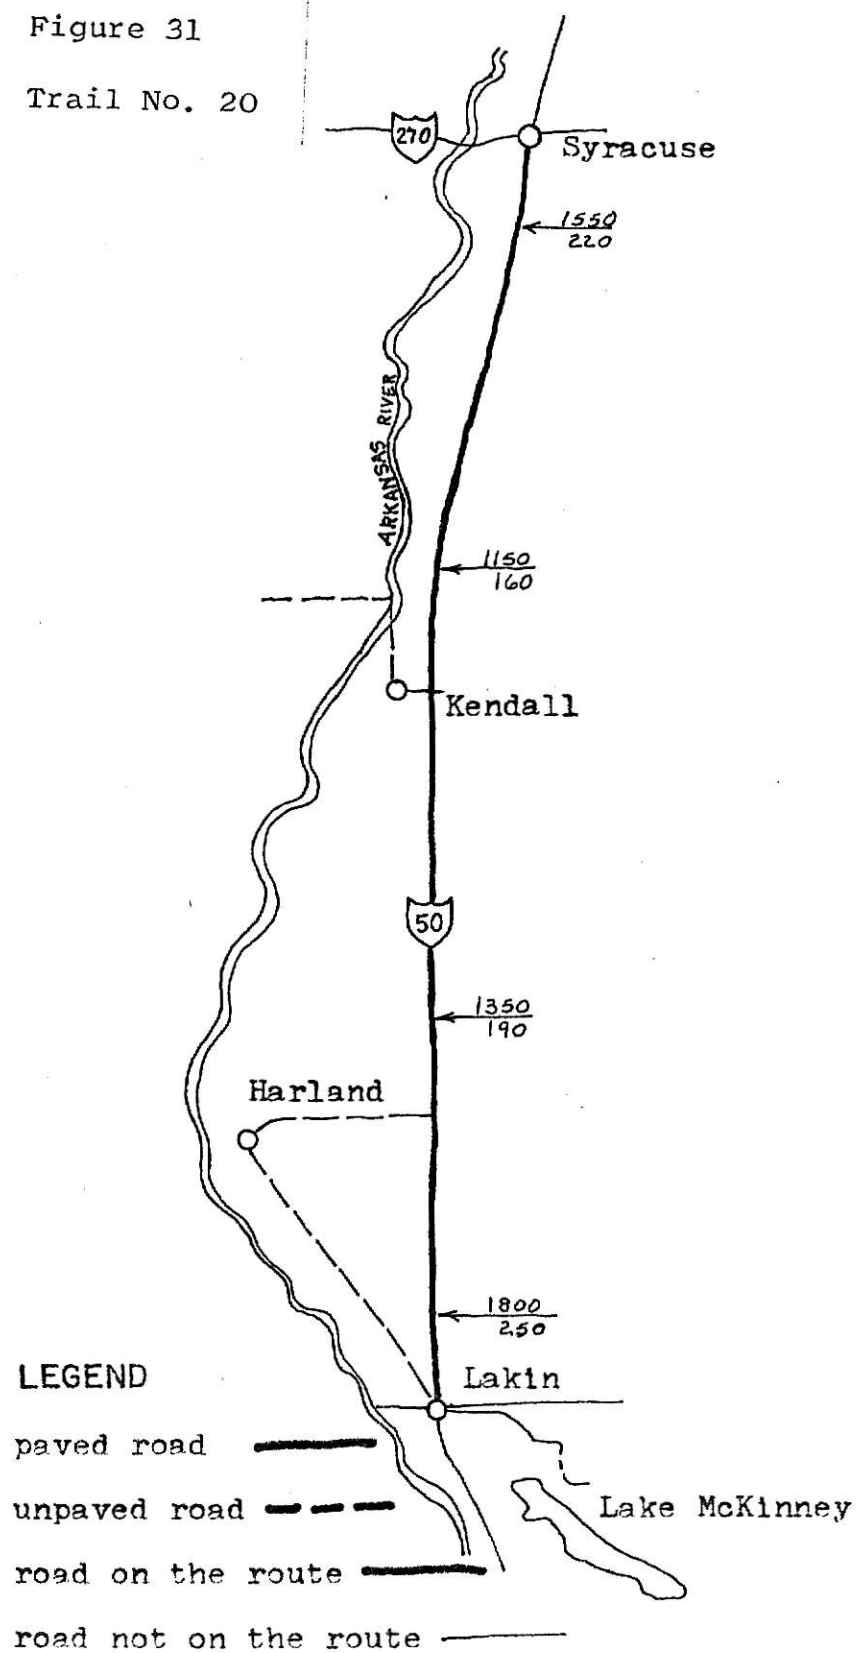 Figure 31
Trail No. 20
270
Syracuse
1550
220
ARKANSAS RIVER
1150
160
Kendall
50
1350
190
Harland
1800
250
LEGEND
Lakin
paved road
unpaved road
Lake McKinney
road on the route
road not on the route